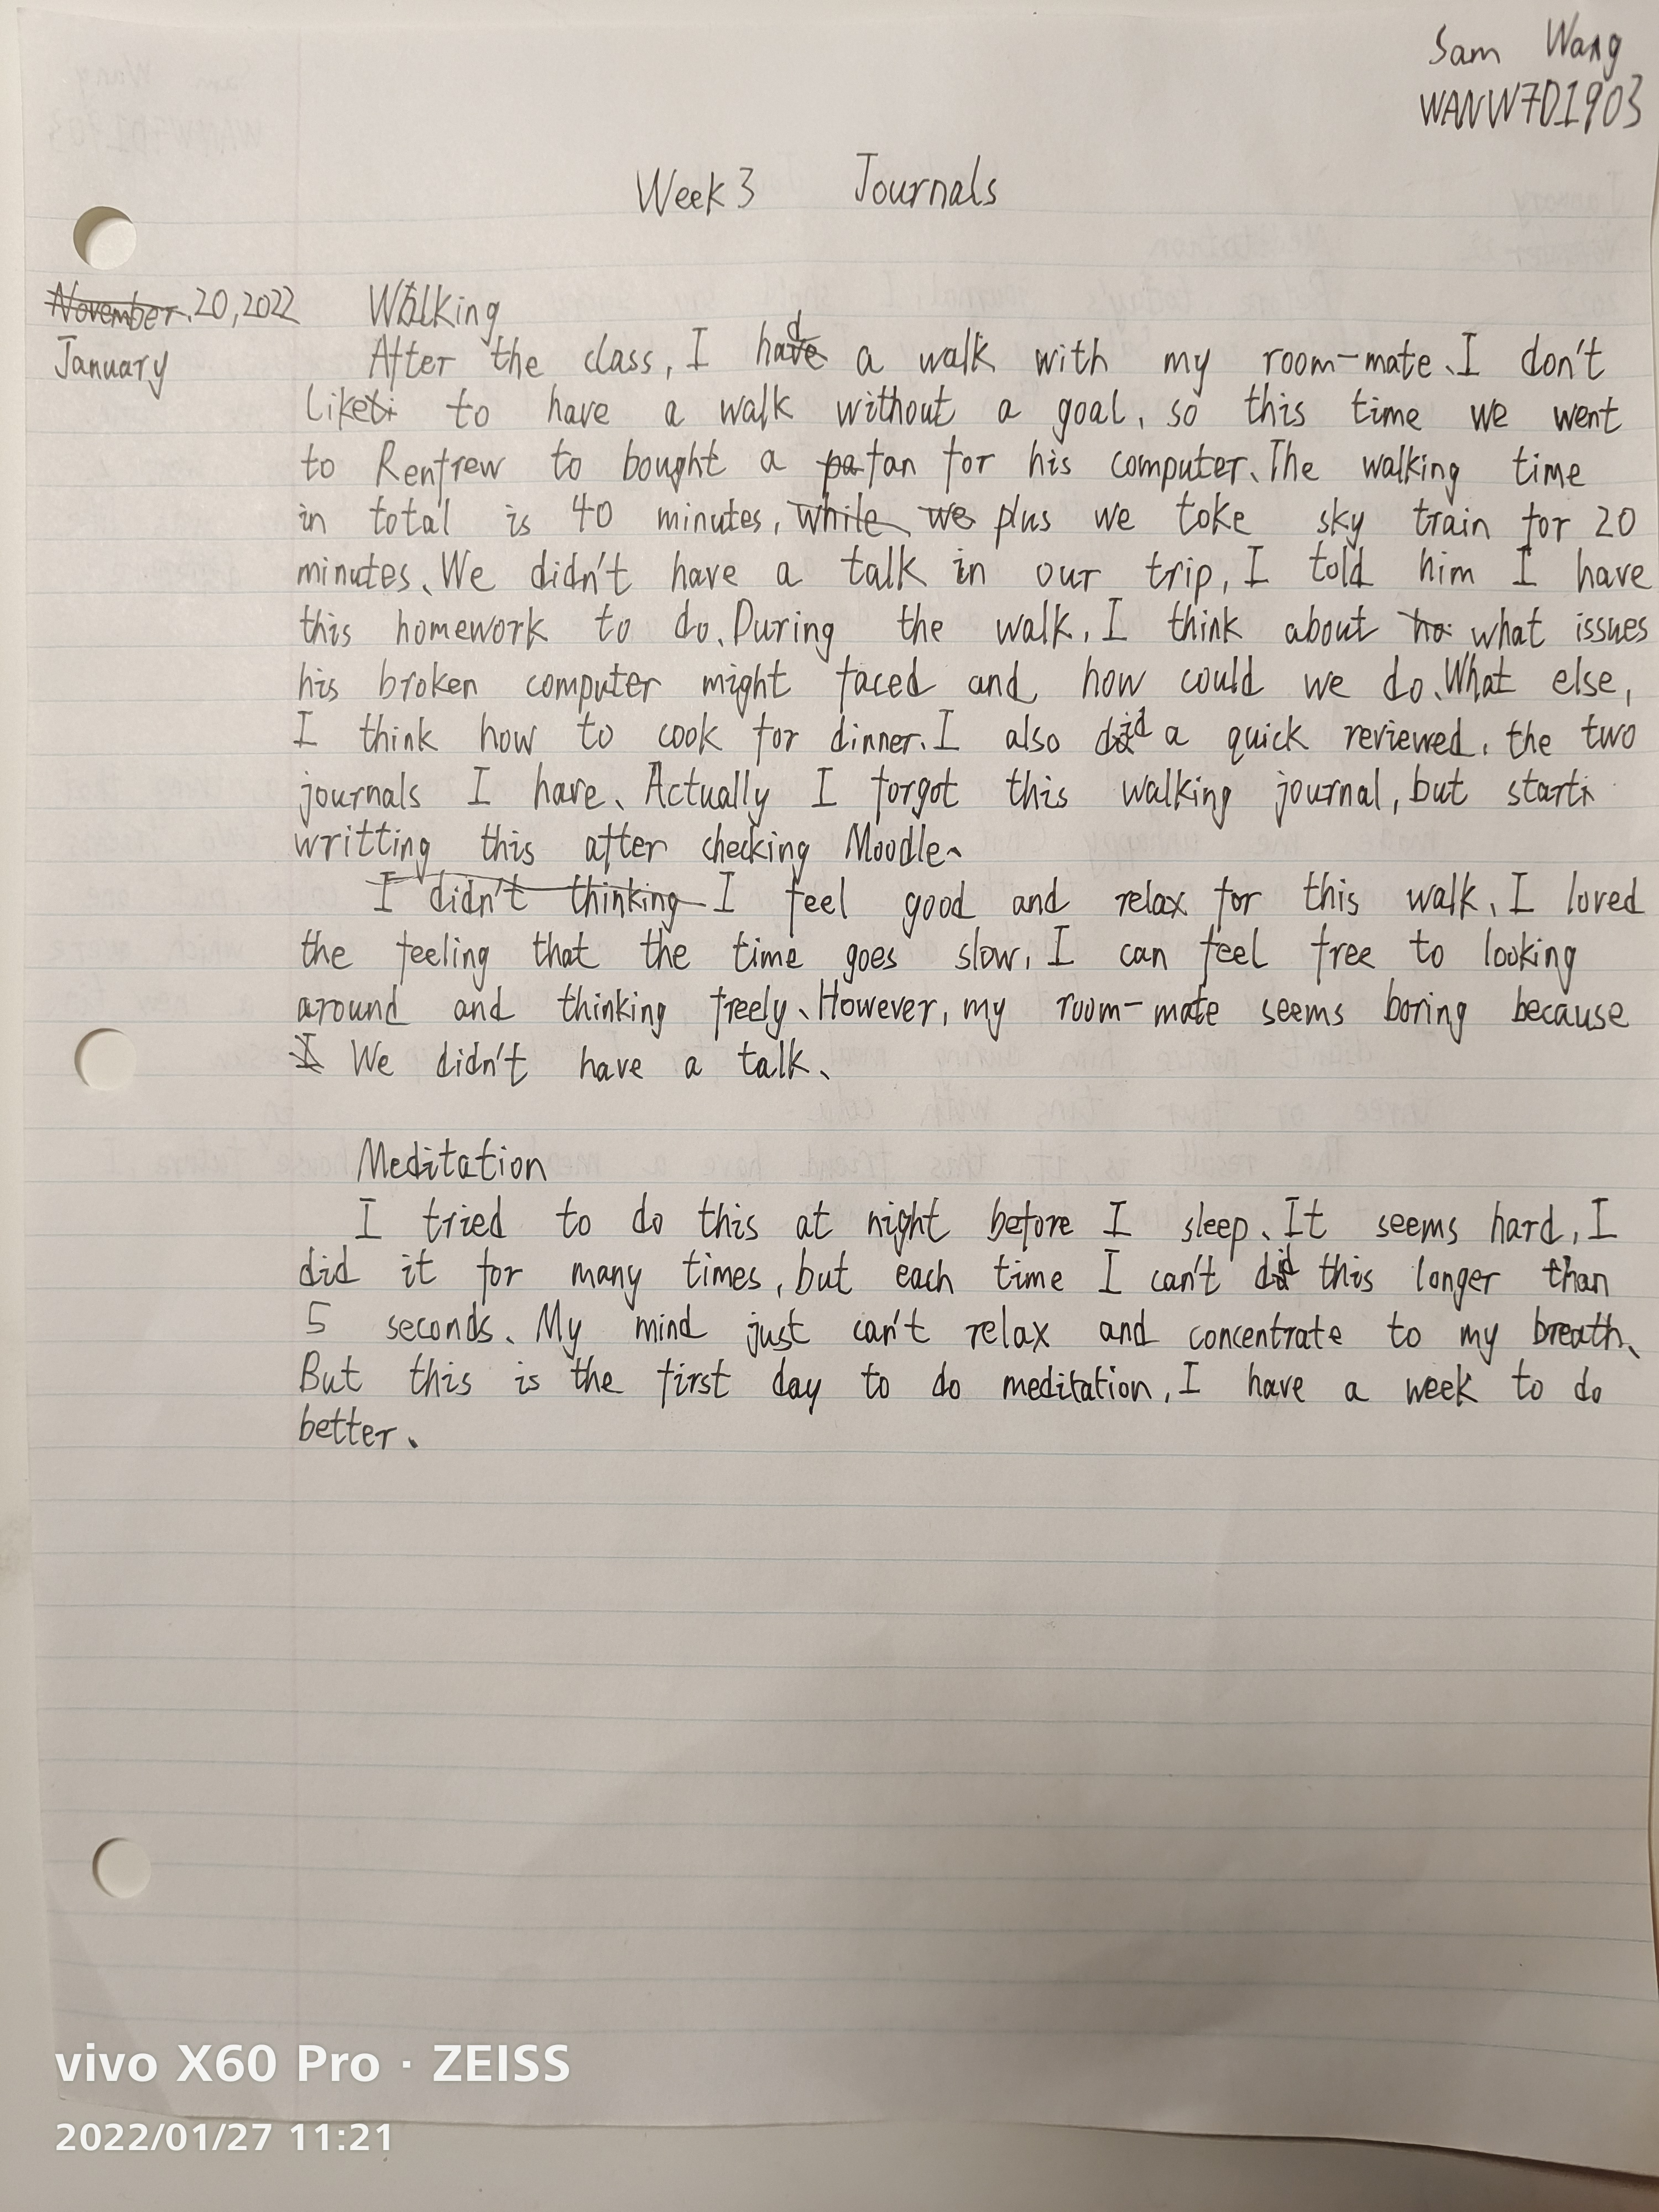 Sam Wang
WANW7D1903
Week 3 Journals
November. 20, 2022 Walking
January After the class, I had a walk with my room-mate. I don't
like to have a walk without a goal, so this time we went
to Renfrew to bought a fan for his computer. The walking time
in total is 40 minutes, while we plus we toke sky train for 20
minutes. We didn't have a talk in our trip, I told him I have
this homework to do. During the walk, I think about what issues
his broken computer might faced and how could we do. What else,
I think how to cook for dinner. I also did a quick reviewed. the two
journals I have. Actually I forgot this walking journal, but start
writting this after checking Moodle.
I didn't thinking I feel good and relax for this walk. I loved
the feeling that the time goes slow, I can feel free to looking
around and thinking freely. However, my room-mate seems boring because
I We didn't have a talk.
Meditation
I tried to do this at night before I sleep. It seems hard, I
did it for many times, but each time I can't did this longer than
5 seconds. My mind just can't relax and concentrate to my breath.
But this is the first day to do meditation, I have a week to do
better.
vivo X60 Pro · ZEISS
2022/01/27 11:21